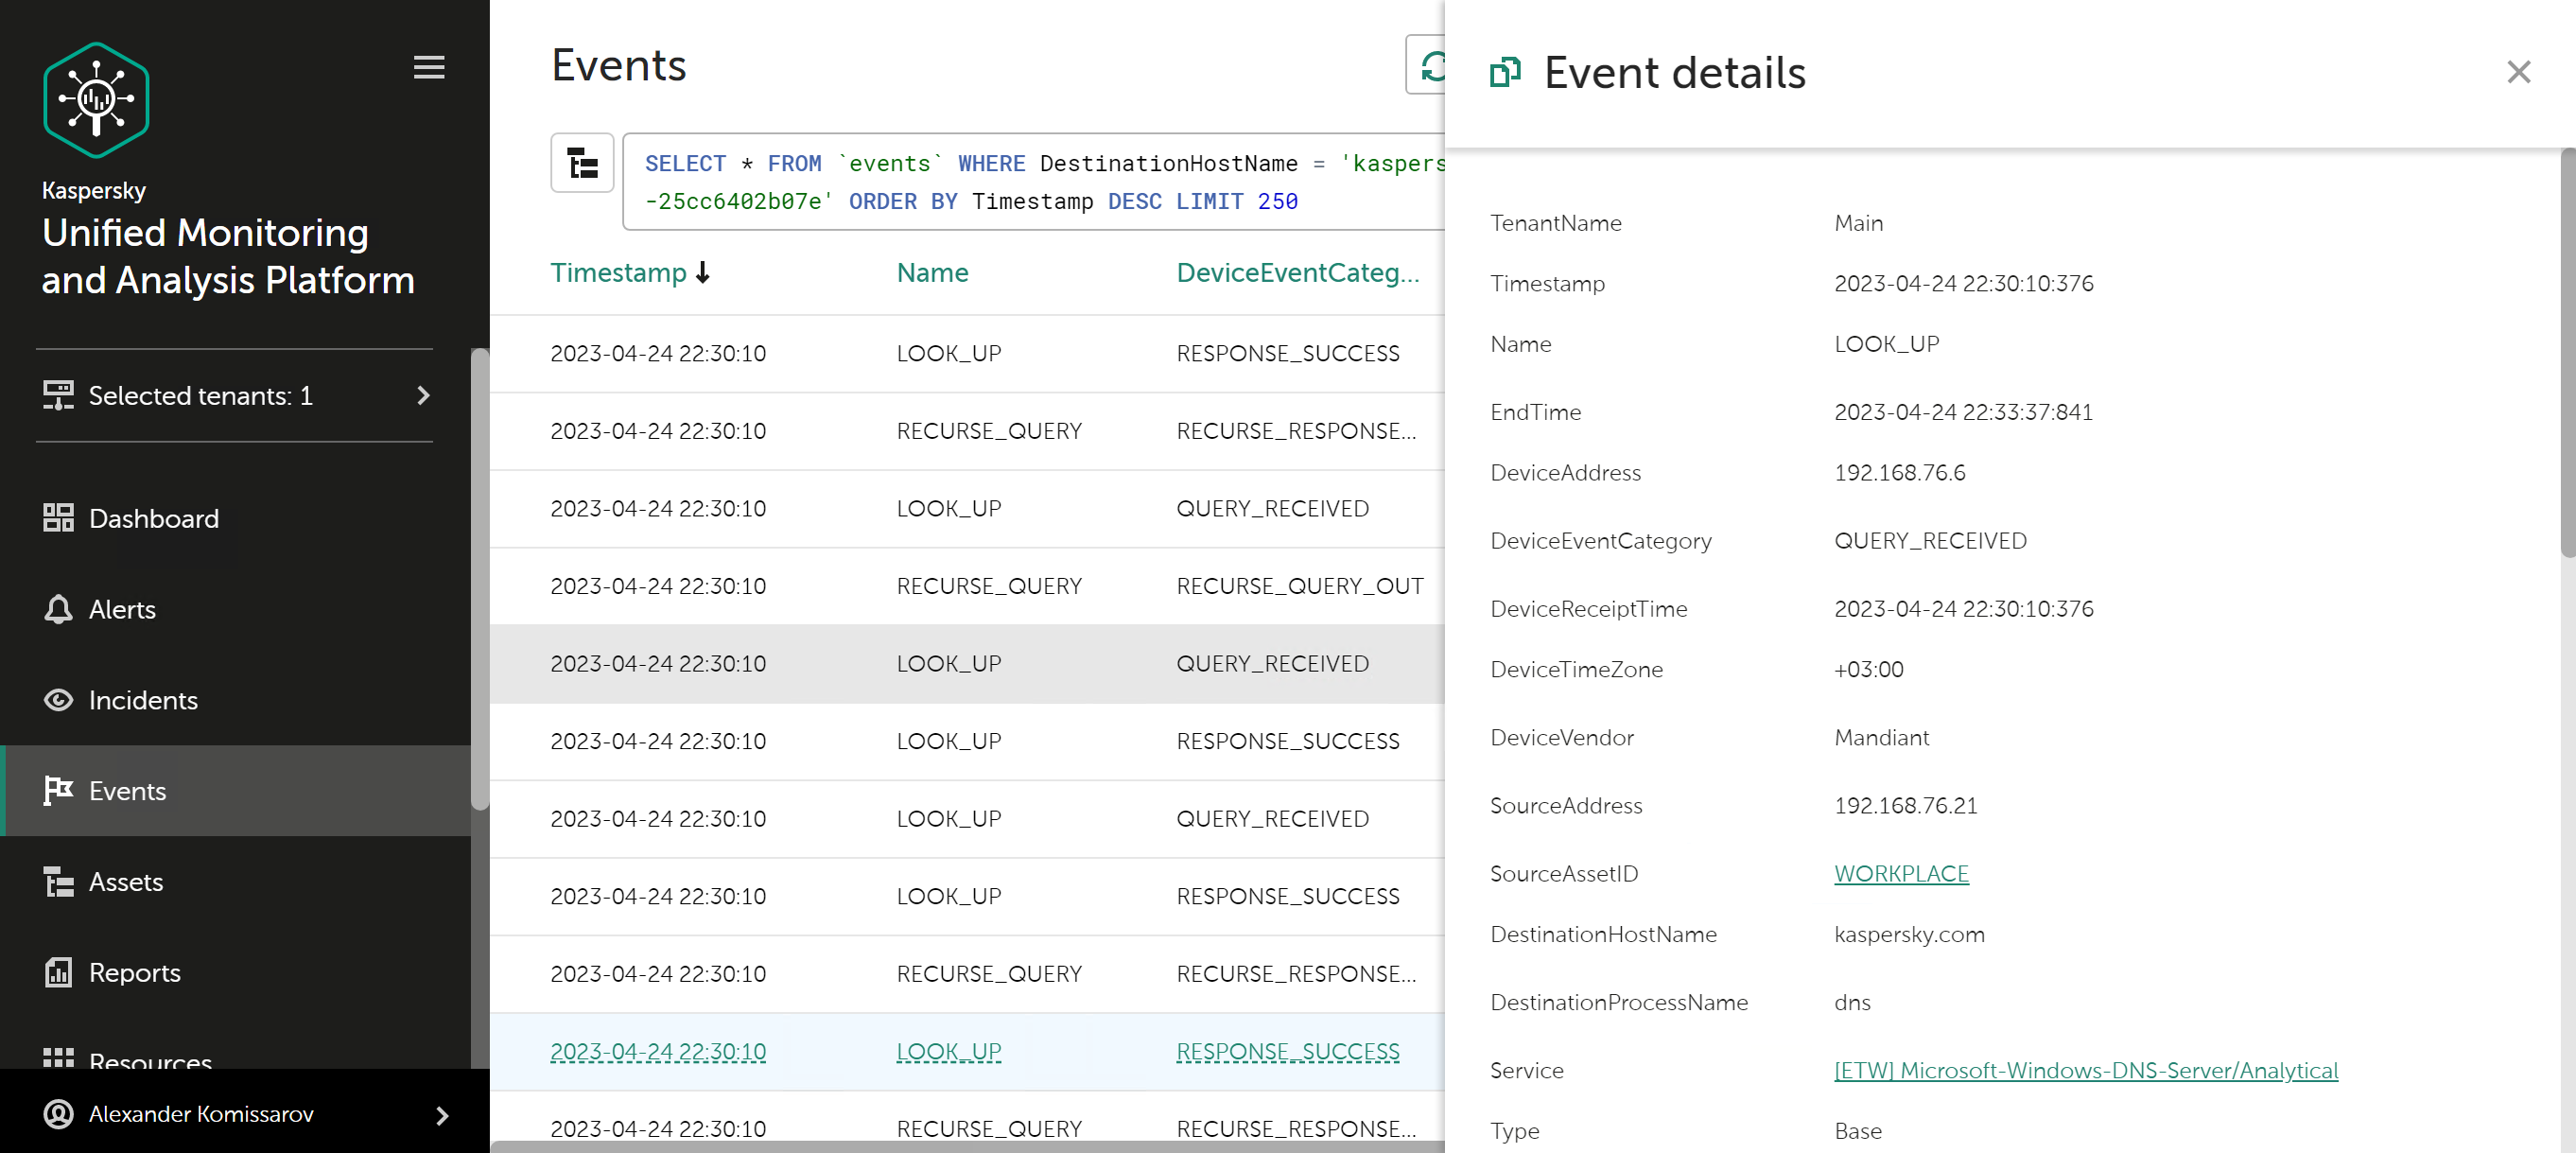 Kaspersky
Unified Monitoring
and Analysis Platform
Selected tenants: 1
Dashboard
Alerts
Incidents
Events
Assets
Reports
Resources
Alexander Komissarov
Events
SELECT * FROM `events` WHERE DestinationHostName = 'kaspers
-25cc6402b07e' ORDER BY Timestamp DESC LIMIT 250
Timestamp Name DeviceEventCateg...
2023-04-24 22:30:10 LOOK_UP RESPONSE_SUCCESS
2023-04-24 22:30:10 RECURSE_QUERY RECURSE_RESPONSE...
2023-04-24 22:30:10 LOOK_UP QUERY_RECEIVED
2023-04-24 22:30:10 RECURSE_QUERY RECURSE_QUERY_OUT
2023-04-24 22:30:10 LOOK_UP QUERY_RECEIVED
2023-04-24 22:30:10 LOOK_UP RESPONSE_SUCCESS
2023-04-24 22:30:10 LOOK_UP QUERY_RECEIVED
2023-04-24 22:30:10 LOOK_UP RESPONSE_SUCCESS
2023-04-24 22:30:10 RECURSE_QUERY RECURSE_RESPONSE...
2023-04-24 22:30:10 LOOK_UP RESPONSE_SUCCESS
2023-04-24 22:30:10 RECURSE_QUERY RECURSE_RESPONSE...
Event details
TenantName Main
Timestamp 2023-04-24 22:30:10:376
Name LOOK_UP
EndTime 2023-04-24 22:33:37:841
DeviceAddress 192.168.76.6
DeviceEventCategory QUERY_RECEIVED
DeviceReceiptTime 2023-04-24 22:30:10:376
DeviceTimeZone +03:00
DeviceVendor Mandiant
SourceAddress 192.168.76.21
SourceAssetID WORKPLACE
DestinationHostName kaspersky.com
DestinationProcessName dns
Service [ETW] Microsoft-Windows-DNS-Server/Analytical
Type Base